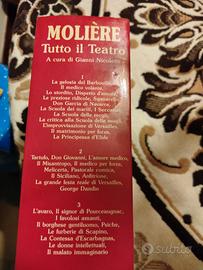 MOLIÈRE
Tutto il Teatro
A cura di Gianni Nicoletti
1
La gelosia del Barbouillé,
Il medico volante,
Lo stordito, Dispetto d'amore,
Le preziose ridicole, Sganarello,
Don Garcia di Navarra,
La Scuola dei mariti, I Seccatori,
La Scuola delle mogli,
La critica alla Scuola delle mogli,
L'improvvisazione di Versailles,
Il matrimonio per forza,
La Principessa d'Elide
2
Tartufo, Don Giovanni, L'amore medico,
Il Misantropo, Il medico per forza,
Melicerta, Pastorale comica,
Il Siciliano, Anfitrione,
La grande festa reale di Versailles,
George Dandin
3
L'avaro, Il signor di Pourceaugnac,
I favolosi amanti,
Il borghese gentiluomo, Psiche,
Le furberie di Scapino,
La Contessa d'Escarbagnas,
Le donne intellettuali,
Il malato immaginario
Subito